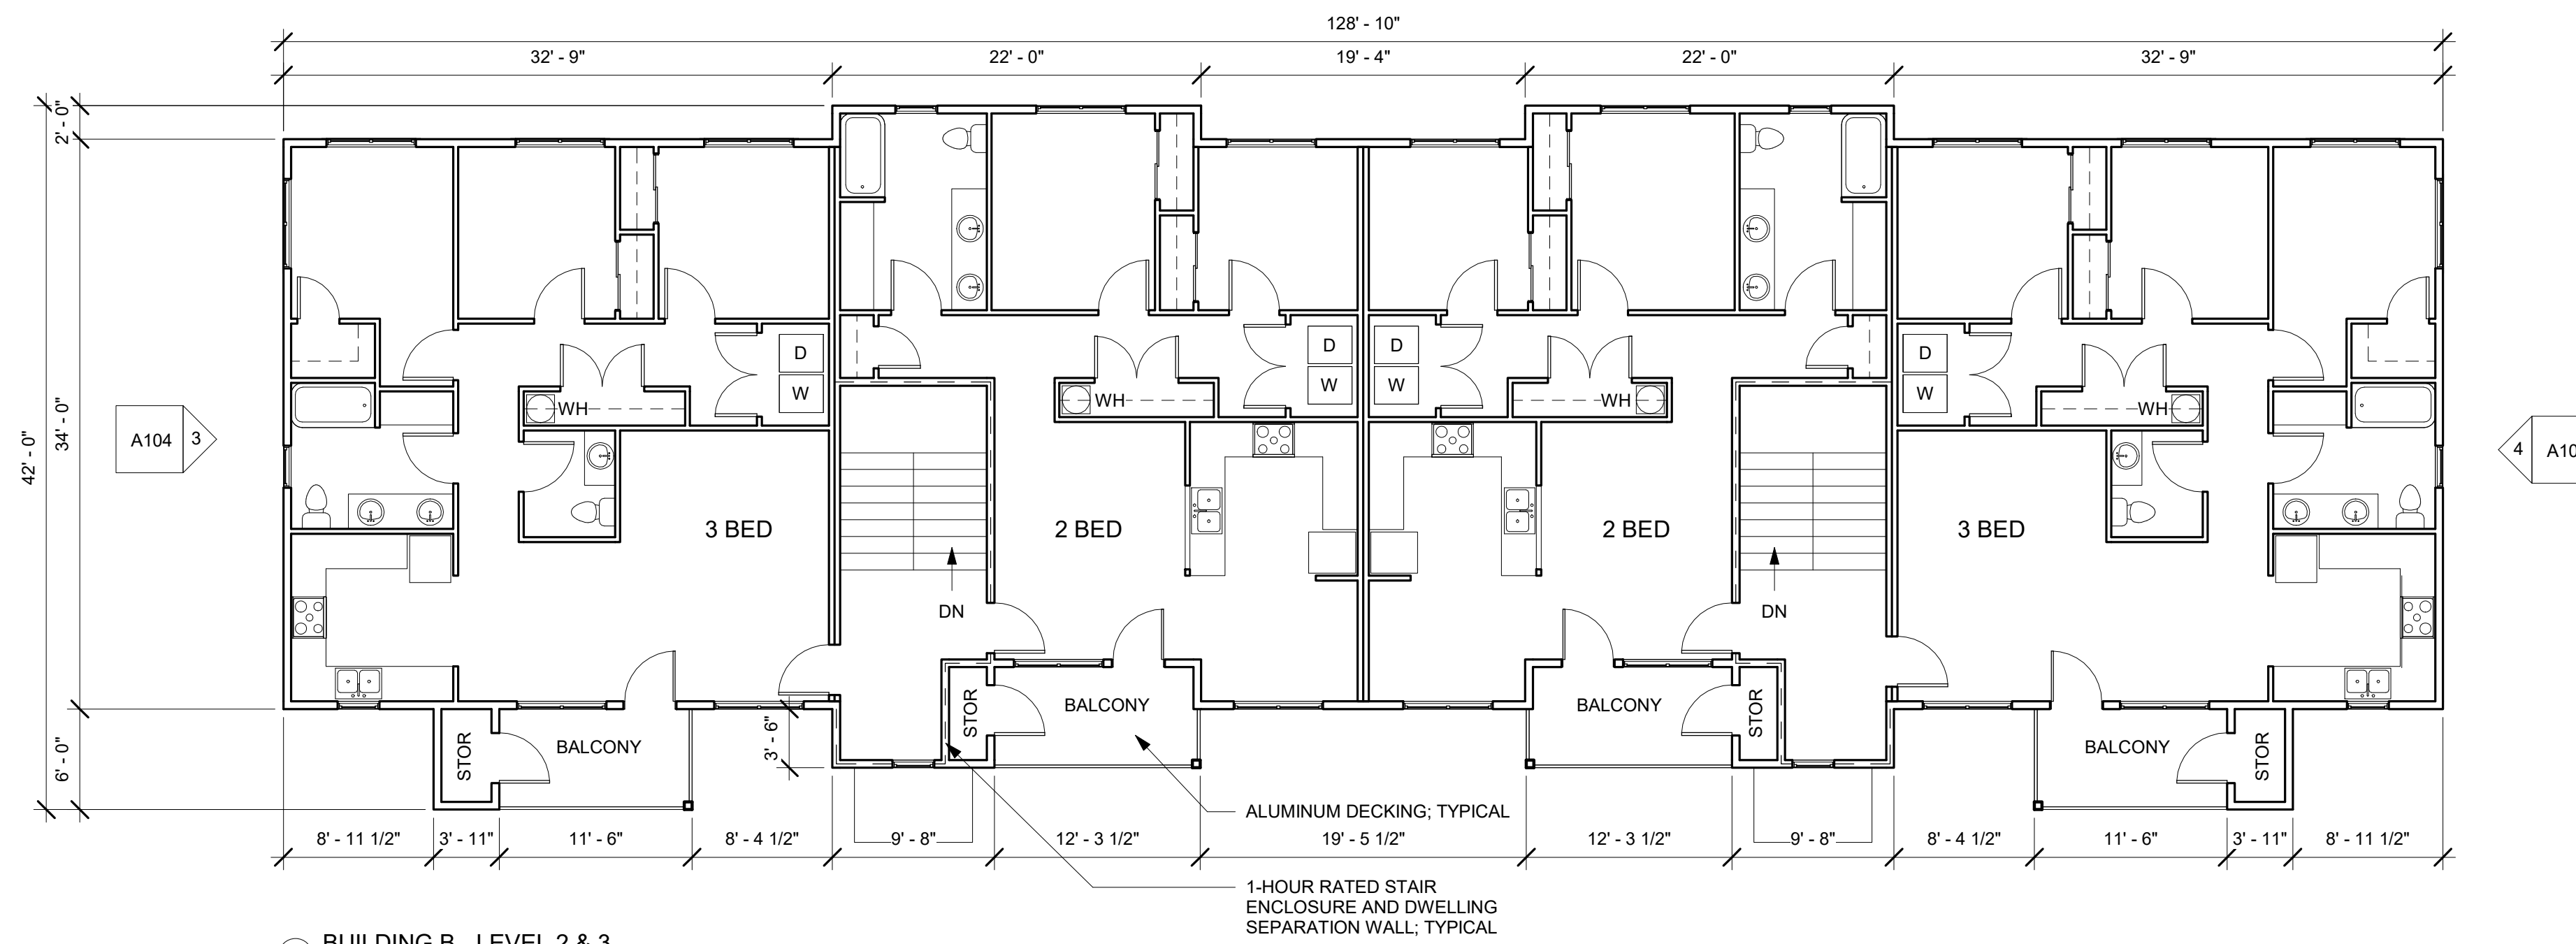 128' - 10"
32' - 9"
22' - 0"
19' - 4"
22' - 0"
32' - 9"
2' - 0"
34' - 0"
42' - 0"
6' - 0"
A104 3
4
D
W
WH
D
W
WH
D
W
WH
D
W
WH
3 BED
2 BED
2 BED
3 BED
DN
DN
STOR
BALCONY
3' - 6"
STOR
BALCONY
BALCONY
STOR
BALCONY
STOR
ALUMINUM DECKING; TYPICAL
8' - 11 1/2"
3' - 11"
11' - 6"
8' - 4 1/2"
9' - 8"
12' - 3 1/2"
19' - 5 1/2"
12' - 3 1/2"
9' - 8"
8' - 4 1/2"
11' - 6"
3' - 11"
8' - 11 1/2"
1-HOUR RATED STAIR
ENCLOSURE AND DWELLING
SEPARATION WALL; TYPICAL
BUILDING B - LEVEL 2 & 3